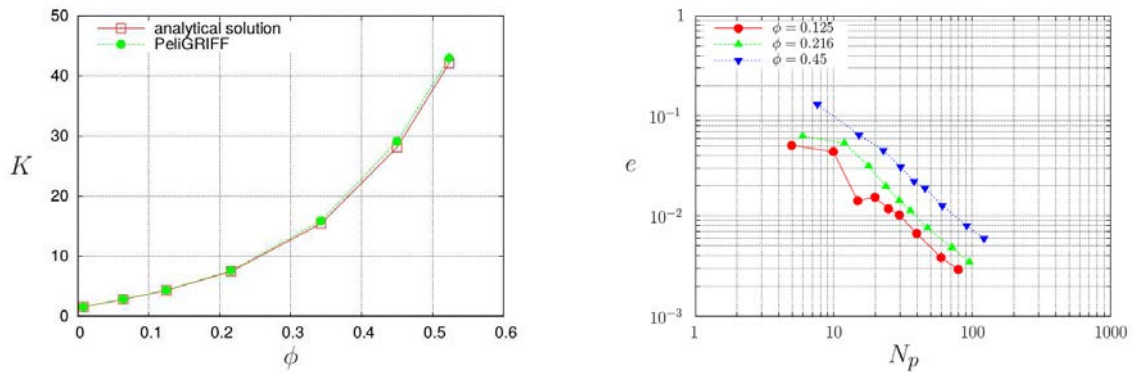 analytical solution
PeliGRIFF
50
40
30
20
10
0
K
0 0.1 0.2 0.3 0.4 0.5 0.6
ϕ
ϕ = 0.125
ϕ = 0.216
ϕ = 0.45
1
10⁻¹
10⁻²
10⁻³
e
1 10 100 1000
Nₚ